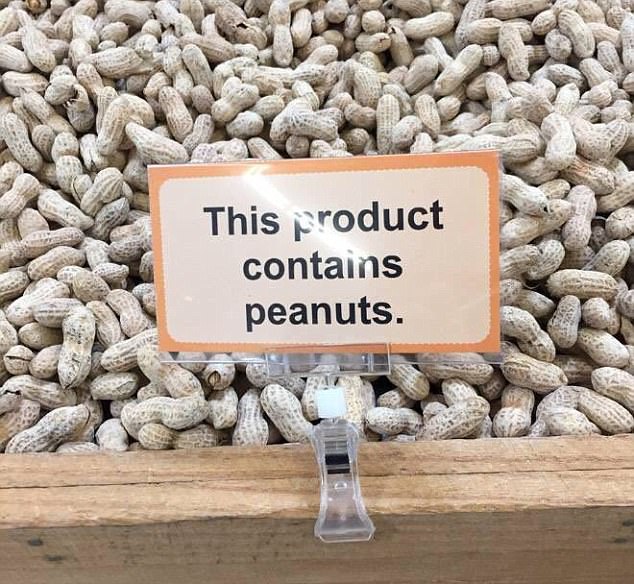 This product
contains
peanuts.